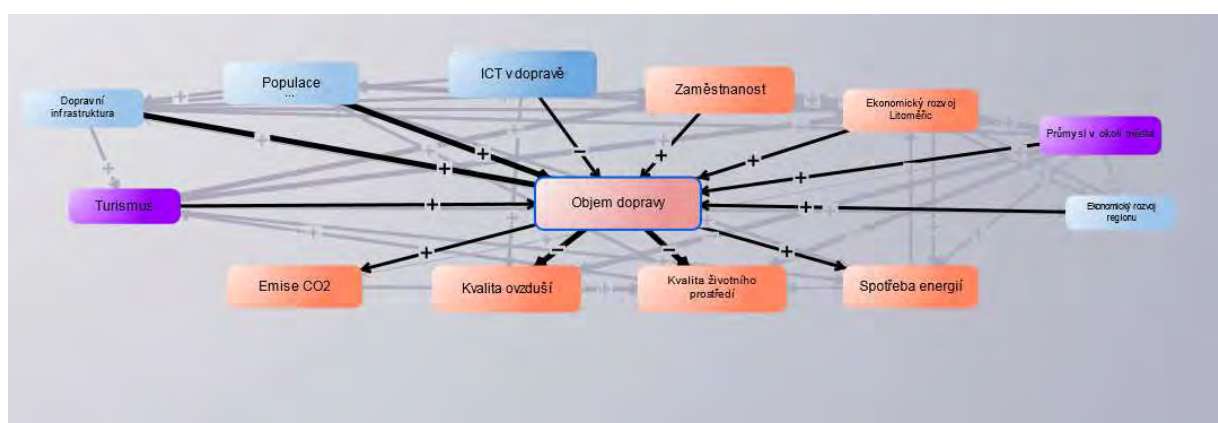 ICT v dopravě
Populace
...
Zaměstnanost
Dopravní
infrastruktura
Ekonomický rozvoj
Litoměřic
Průmysl v okolí města
Turismus
Objem dopravy
Ekonomický rozvoj
regionu
Emise CO2
Kvalita ovzduší
Kvalita životního
prostředí
Spotřeba energií